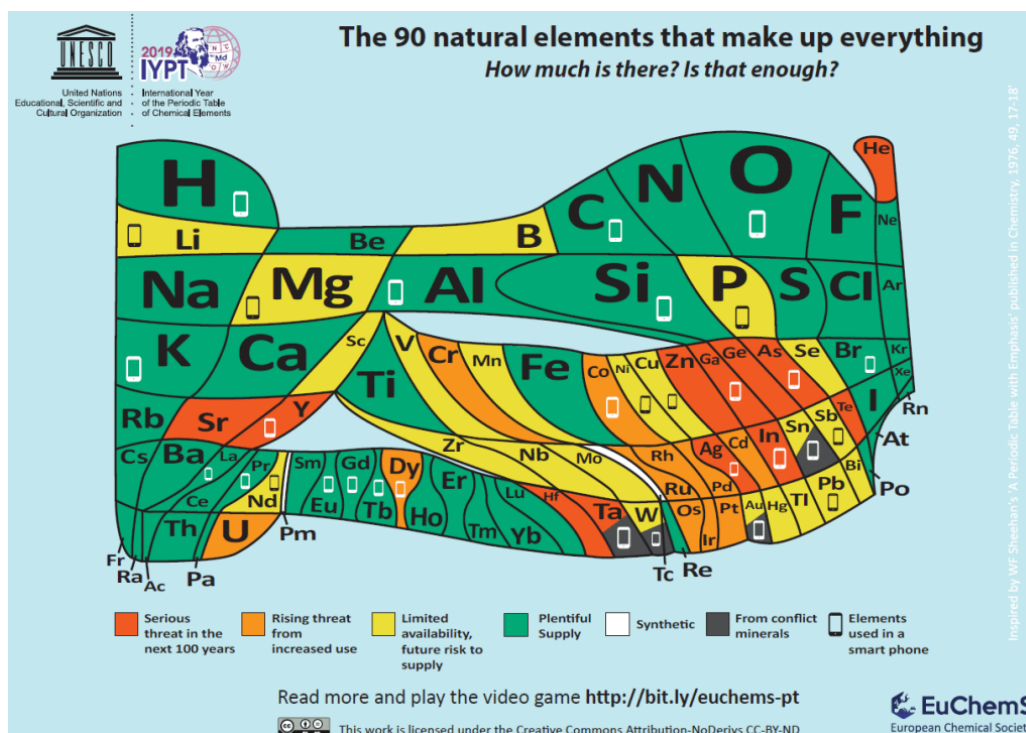 The 90 natural elements that make up everything
How much is there? Is that enough?
UNESCO
United Nations
Educational, Scientific and
Cultural Organization
2019
IYPT
International Year
of the Periodic Table
of Chemical Elements
H
He
Li
Be
B
C
N
O
F
Ne
Na
Mg
Al
Si
P
S
Cl
Ar
K
Ca
Sc
Ti
V
Cr
Mn
Fe
Co
Ni
Cu
Zn
Ga
Ge
As
Se
Br
Kr
Rb
Sr
Y
Zr
Nb
Mo
Tc
Ru
Rh
Pd
Ag
Cd
In
Sn
Sb
Te
I
Xe
Cs
Ba
La
Ce
Pr
Nd
Pm
Sm
Eu
Gd
Tb
Dy
Ho
Er
Tm
Yb
Lu
Hf
Ta
W
Re
Os
Ir
Pt
Au
Hg
Tl
Pb
Bi
Po
At
Rn
Fr
Ra
Ac
Th
Pa
U
Serious
threat in the
next 100 years
Rising threat
from
increased use
Limited
availability,
future risk to
supply
Plentiful
Supply
Synthetic
From conflict
minerals
Elements
used in a
smart phone
Read more and play the video game http://bit.ly/euchems-pt
This work is licensed under the Creative Commons Attribution-NoDerivs CC-BY-ND
EuChemS
European Chemical Societ
Inspired by WF Sheehan's 'A Periodic Table with Emphasis' published in Chemistry, 1976, 49, 17-18'